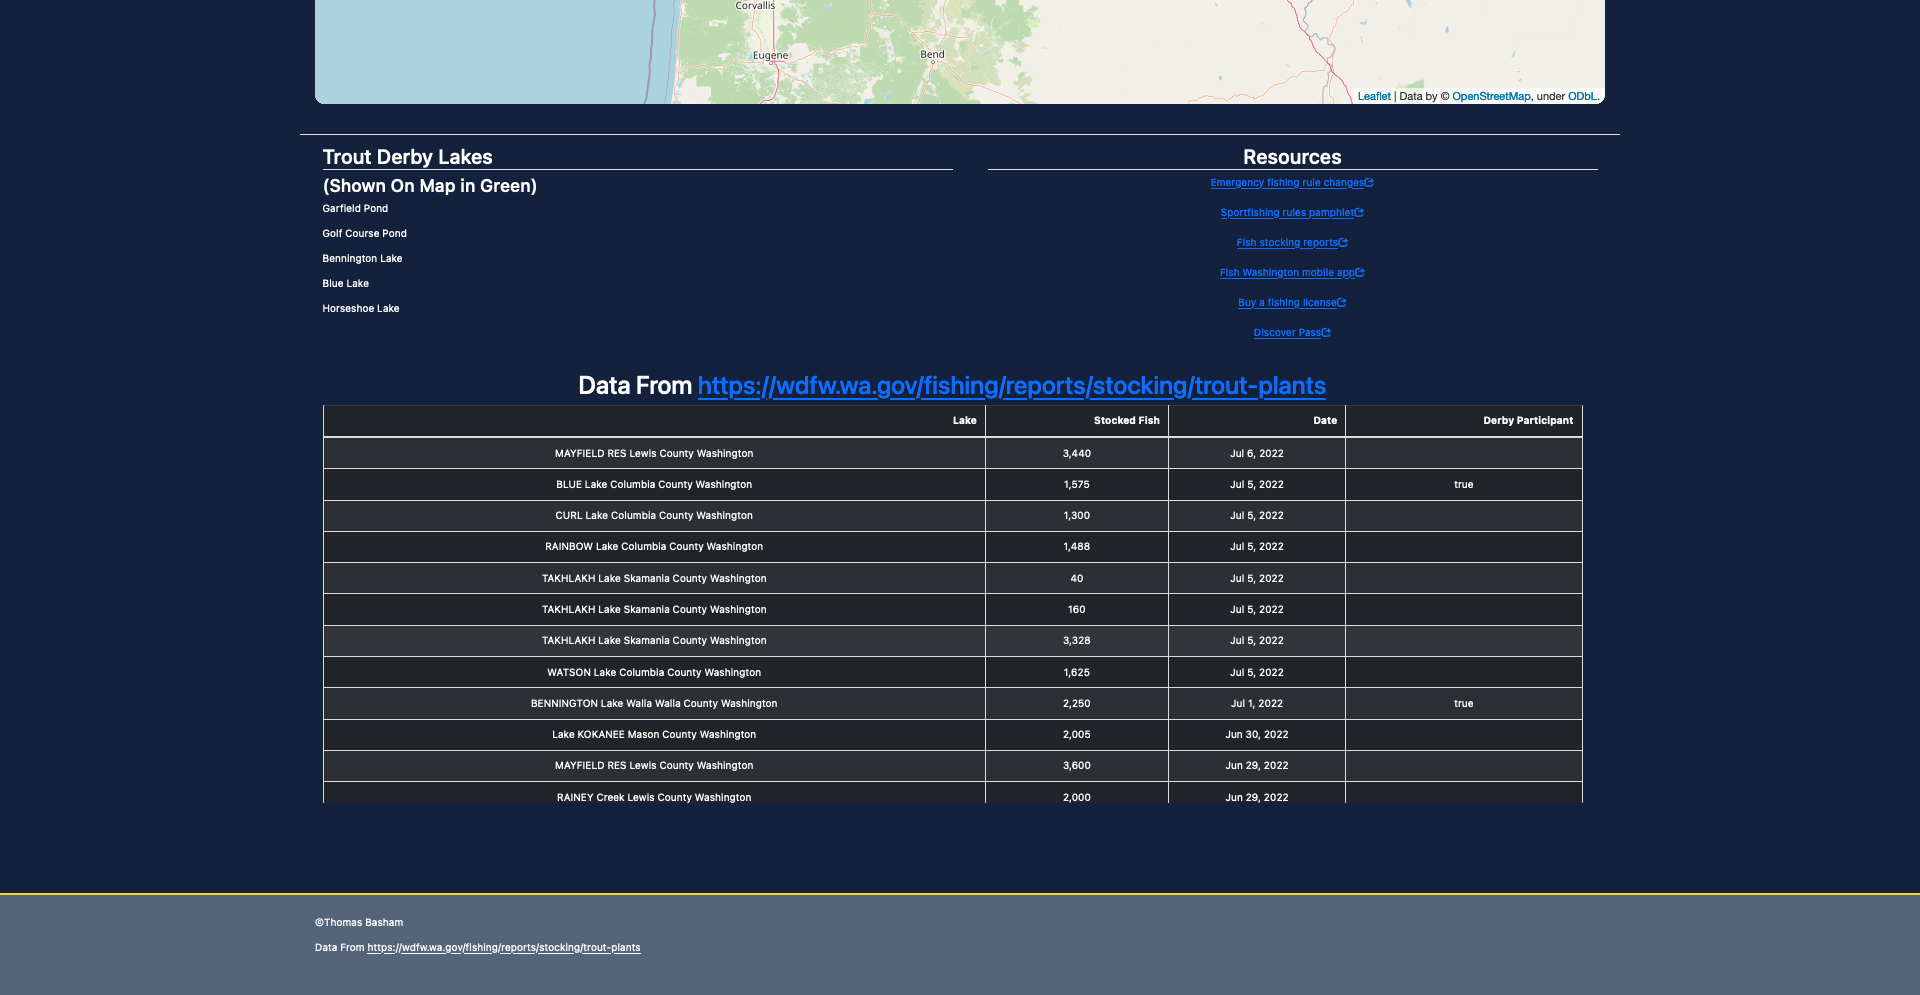 Corvallis
Eugene
Bend
Leaflet | Data by © OpenStreetMap, under ODbL.
Trout Derby Lakes
(Shown On Map in Green)
Garfield Pond
Golf Course Pond
Bennington Lake
Blue Lake
Horseshoe Lake
Resources
Emergency fishing rule changes
Sportfishing rules pamphlet
Fish stocking reports
Fish Washington mobile app
Buy a fishing license
Discover Pass
Data From https://wdfw.wa.gov/fishing/reports/stocking/trout-plants
Lake Stocked Fish Date Derby Participant
MAYFIELD RES Lewis County Washington 3,440 Jul 6, 2022
BLUE Lake Columbia County Washington 1,575 Jul 5, 2022 true
CURL Lake Columbia County Washington 1,300 Jul 5, 2022
RAINBOW Lake Columbia County Washington 1,488 Jul 5, 2022
TAKHLAKH Lake Skamania County Washington 40 Jul 5, 2022
TAKHLAKH Lake Skamania County Washington 160 Jul 5, 2022
TAKHLAKH Lake Skamania County Washington 3,328 Jul 5, 2022
WATSON Lake Columbia County Washington 1,625 Jul 5, 2022
BENNINGTON Lake Walla Walla County Washington 2,250 Jul 1, 2022 true
Lake KOKANEE Mason County Washington 2,005 Jun 30, 2022
MAYFIELD RES Lewis County Washington 3,600 Jun 29, 2022
RAINEY Creek Lewis County Washington 2,000 Jun 29, 2022
©Thomas Basham
Data From https://wdfw.wa.gov/fishing/reports/stocking/trout-plants